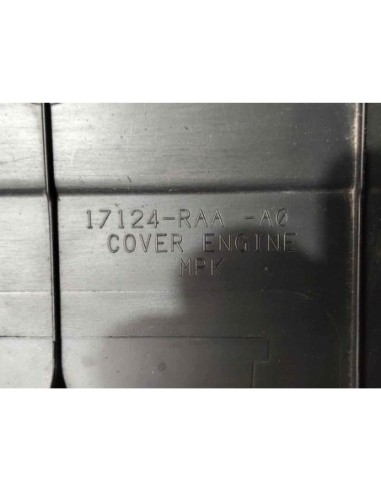 17124-RAA -A0
COVER ENGINE
MPK